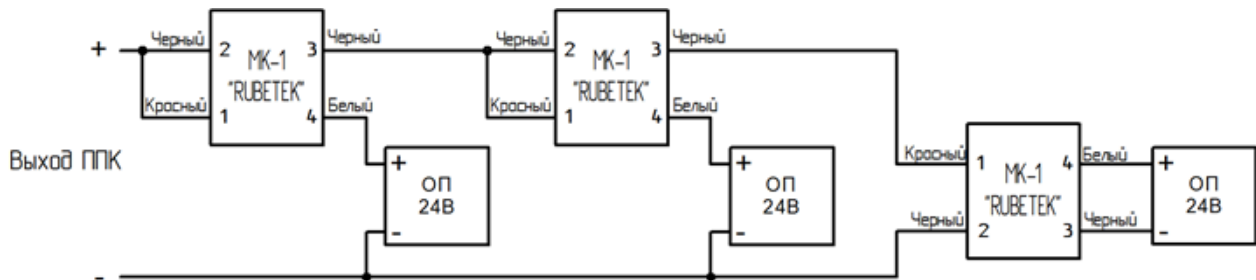 +
Черный 2 3 Черный
МК-1
"RUBETEK"
Красный 1 4 Белый
Черный 2 3 Черный
МК-1
"RUBETEK"
Красный 1 4 Белый
Выход ППК
+
ОП
24В
-
+
ОП
24В
-
Красный 1 4 Белый
МК-1
"RUBETEK"
Черный 2 3 Черный
+
ОП
24В
-
-